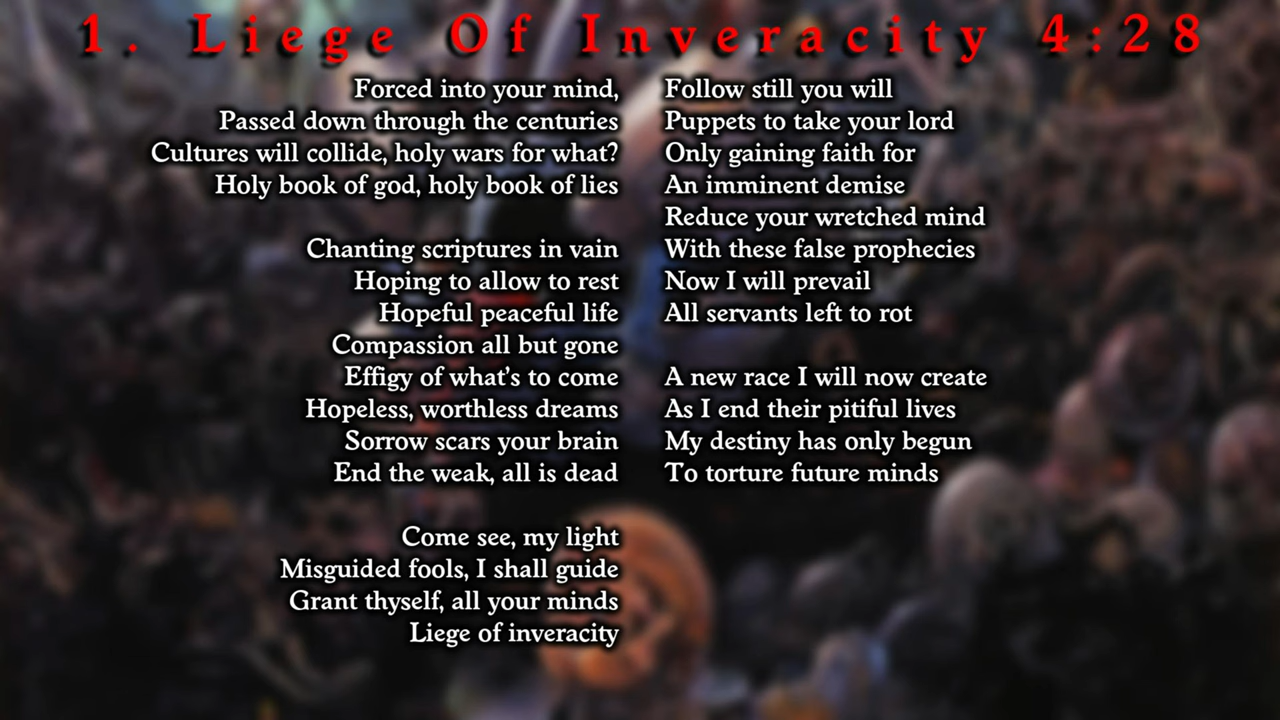 1. Liege Of Inveracity 4:28
Forced into your mind,
Passed down through the centuries
Cultures will collide, holy wars for what?
Holy book of god, holy book of lies
Chanting scriptures in vain
Hoping to allow to rest
Hopeful peaceful life
Compassion all but gone
Effigy of what's to come
Hopeless, worthless dreams
Sorrow scars your brain
End the weak, all is dead
Come see, my light
Misguided fools, I shall guide
Grant thyself, all your minds
Liege of inveracity
Follow still you will
Puppets to take your lord
Only gaining faith for
An imminent demise
Reduce your wretched mind
With these false prophecies
Now I will prevail
All servants left to rot
A new race I will now create
As I end their pitiful lives
My destiny has only begun
To torture future minds